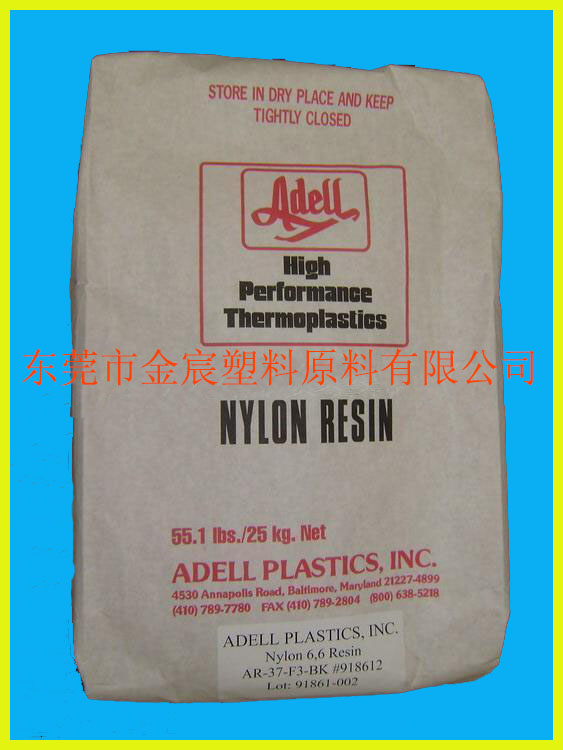 STORE IN DRY PLACE AND KEEP
TIGHTLY CLOSED
Adell
High
Performance
Thermoplastics
东莞市金宸塑料原料有限公司
NYLON RESIN
55.1 lbs./25 kg. Net
ADELL PLASTICS, INC.
4530 Annapolis Road, Baltimore, Maryland 21227-4899
(410) 789-7780 FAX (410) 789-2804 (800) 638-5218
ADELL PLASTICS, INC.
Nylon 6,6 Resin
AR-37-F3-BK #918612
Lot: 91861-002